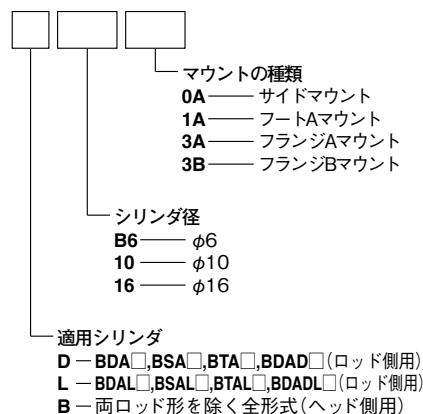 マウントの種類
0A —— サイドマウント
1A —— フートAマウント
3A —— フランジAマウント
3B —— フランジBマウント
シリンダ径
B6 —— φ6
10 —— φ10
16 —— φ16
適用シリンダ
D — BDA□,BSA□,BTA□,BDAD□(ロッド側用)
L — BDAL□,BSAL□,BTAL□,BDADL□(ロッド側用)
B — 両ロッド形を除く全形式(ヘッド側用)